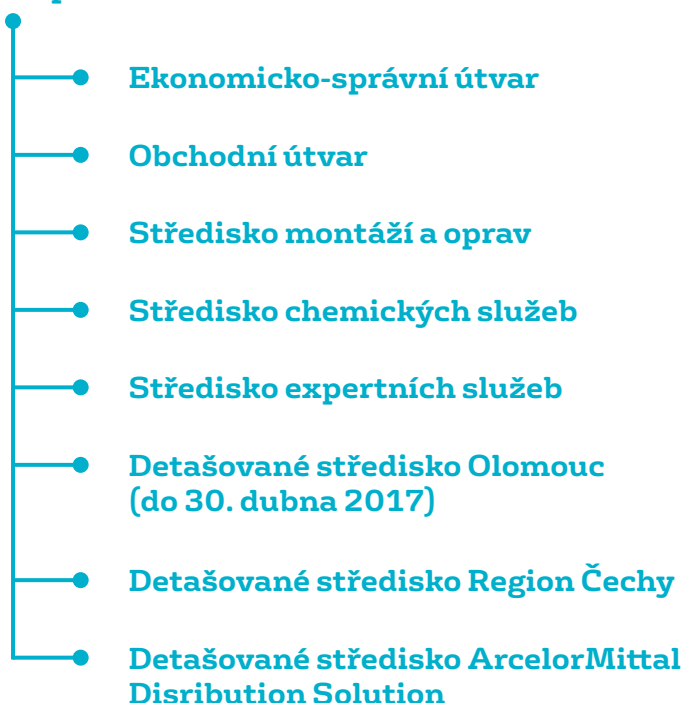 Ekonomicko-správní útvar
Obchodní útvar
Středisko montáží a oprav
Středisko chemických služeb
Středisko expertních služeb
Detašované středisko Olomouc
(do 30. dubna 2017)
Detašované středisko Region Čechy
Detašované středisko ArcelorMittal
Disribution Solution